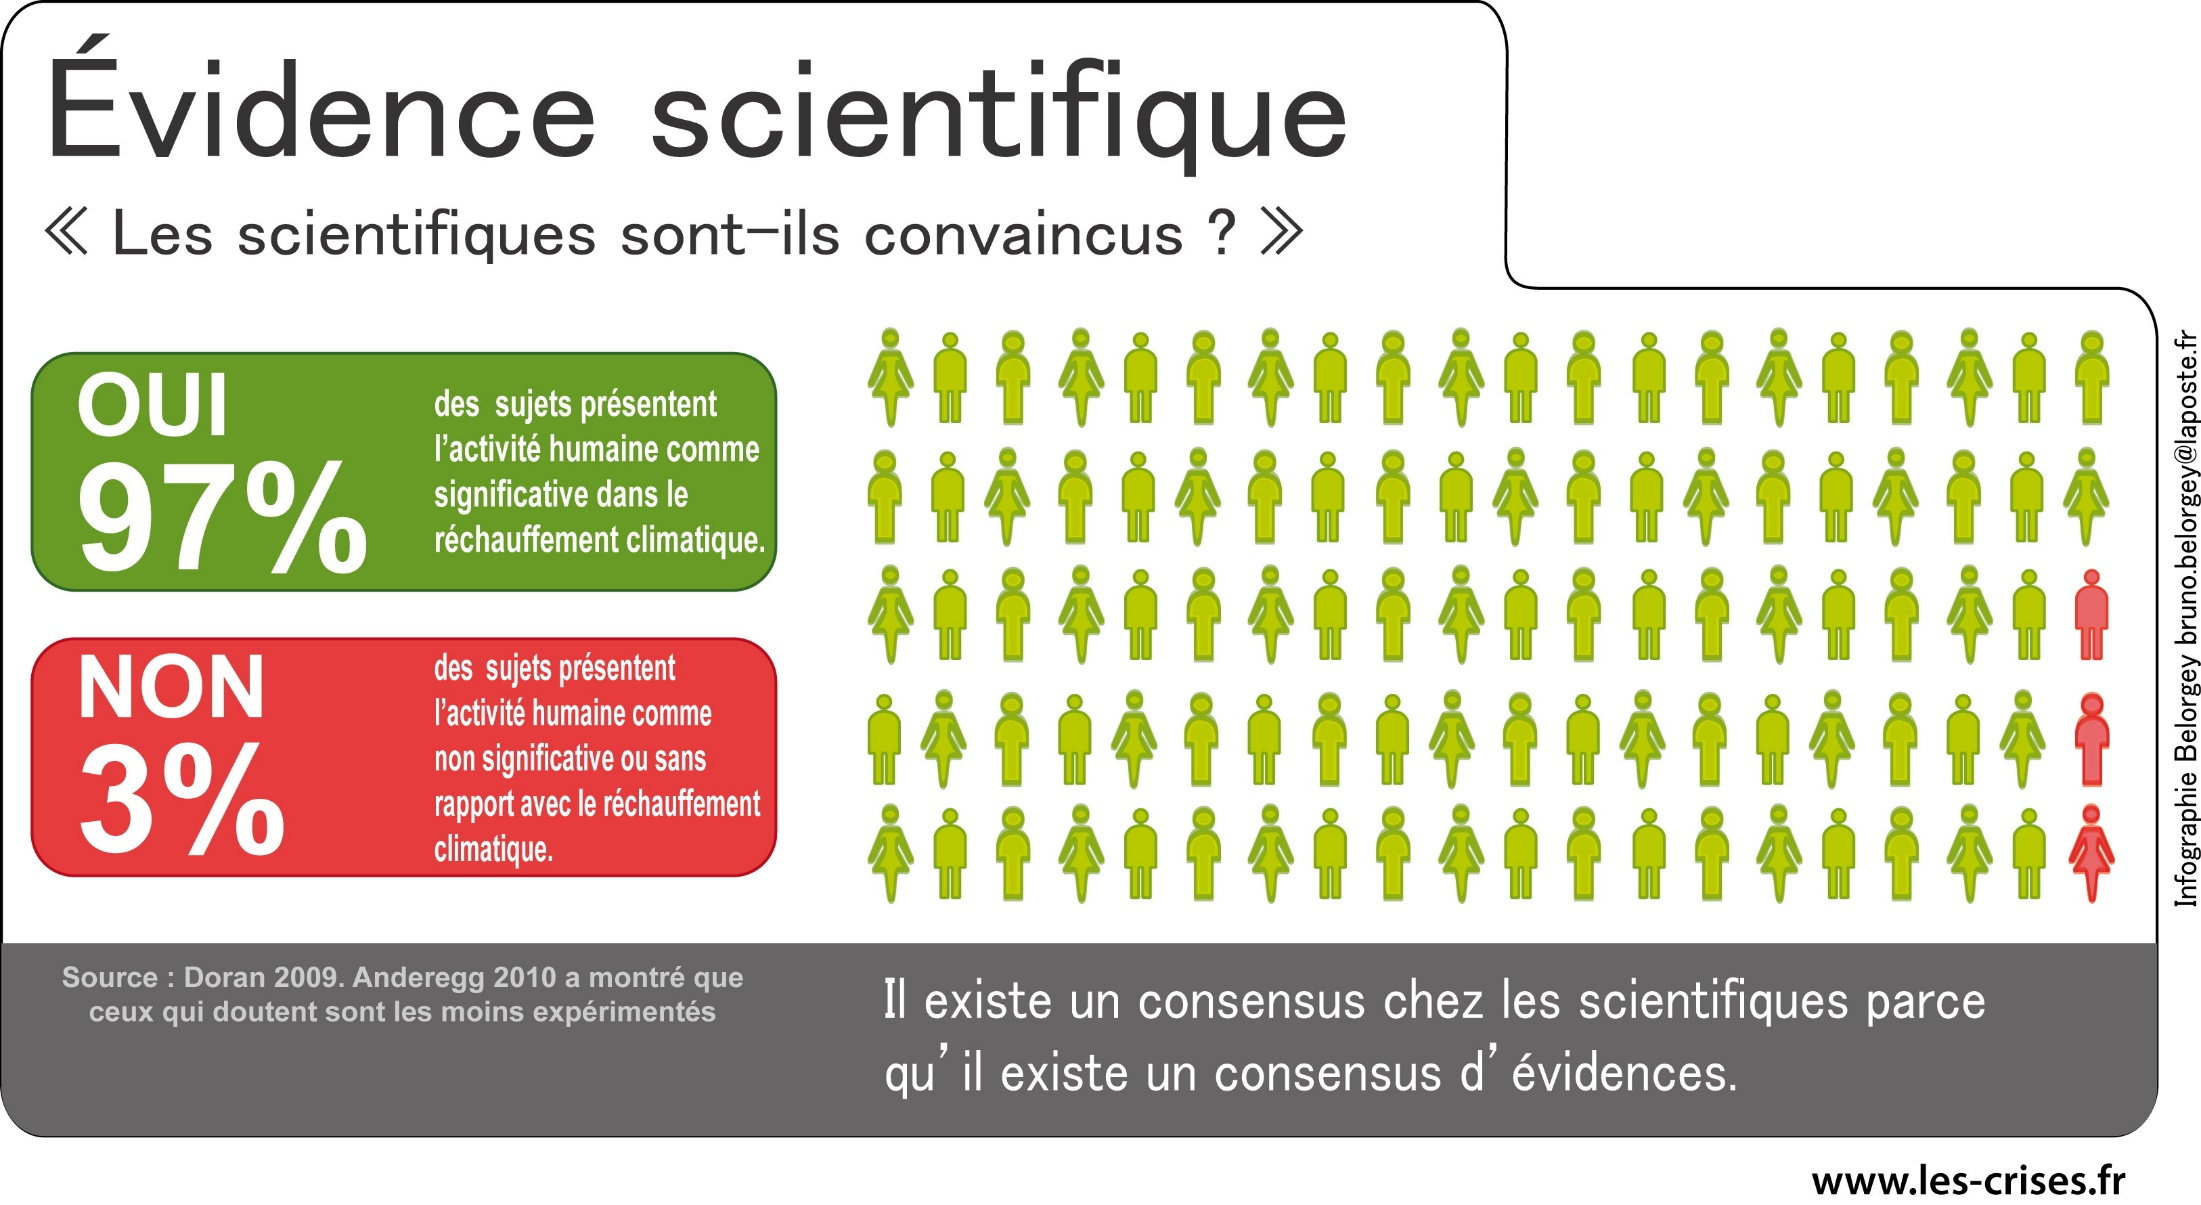 Évidence scientifique
« Les scientifiques sont-ils convaincus ? »
OUI
97%
des sujets présentent
l'activité humaine comme
significative dans le
réchauffement climatique.
NON
3%
des sujets présentent
l'activité humaine comme
non significative ou sans
rapport avec le réchauffement
climatique.
Infographie Belorgey bruno.belorgey@laposte.fr
Source : Doran 2009. Anderegg 2010 a montré que
ceux qui doutent sont les moins expérimentés
Il existe un consensus chez les scientifiques parce
qu'il existe un consensus d'évidences.
www.les-crises.fr